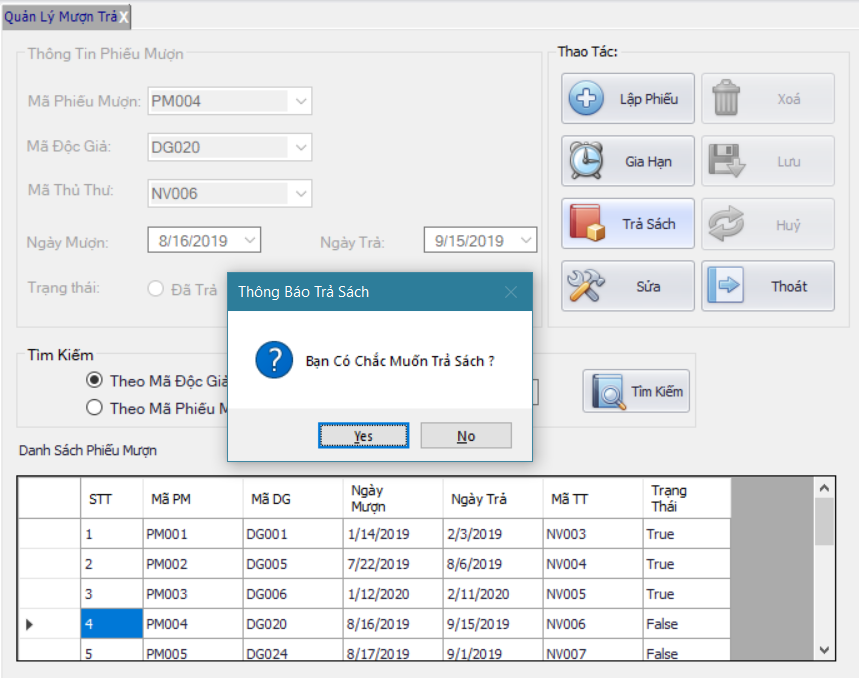 Quản Lý Mượn Trả X
Thông Tin Phiếu Mượn
Mã Phiếu Mượn: PM004
Mã Độc Giả: DG020
Mã Thủ Thư: NV006
Ngày Mượn: 8/16/2019 Ngày Trả: 9/15/2019
Trạng thái: Đã Trả
Thao Tác:
Lập Phiếu Xoá
Gia Hạn Lưu
Trả Sách Huỷ
Sửa Thoát
Thông Báo Trả Sách
Bạn Có Chắc Muốn Trả Sách ?
Yes No
Tìm Kiếm
Theo Mã Độc Giả
Theo Mã Phiếu
Tìm Kiếm
Danh Sách Phiếu Mượn
STT Mã PM Mã DG Ngày Mượn Ngày Trả Mã TT Trạng Thái
1 PM001 DG001 1/14/2019 2/3/2019 NV003 True
2 PM002 DG005 7/22/2019 8/6/2019 NV004 True
3 PM003 DG006 1/12/2020 2/11/2020 NV005 True
4 PM004 DG020 8/16/2019 9/15/2019 NV006 False
5 PM005 DG024 8/17/2019 9/1/2019 NV007 False